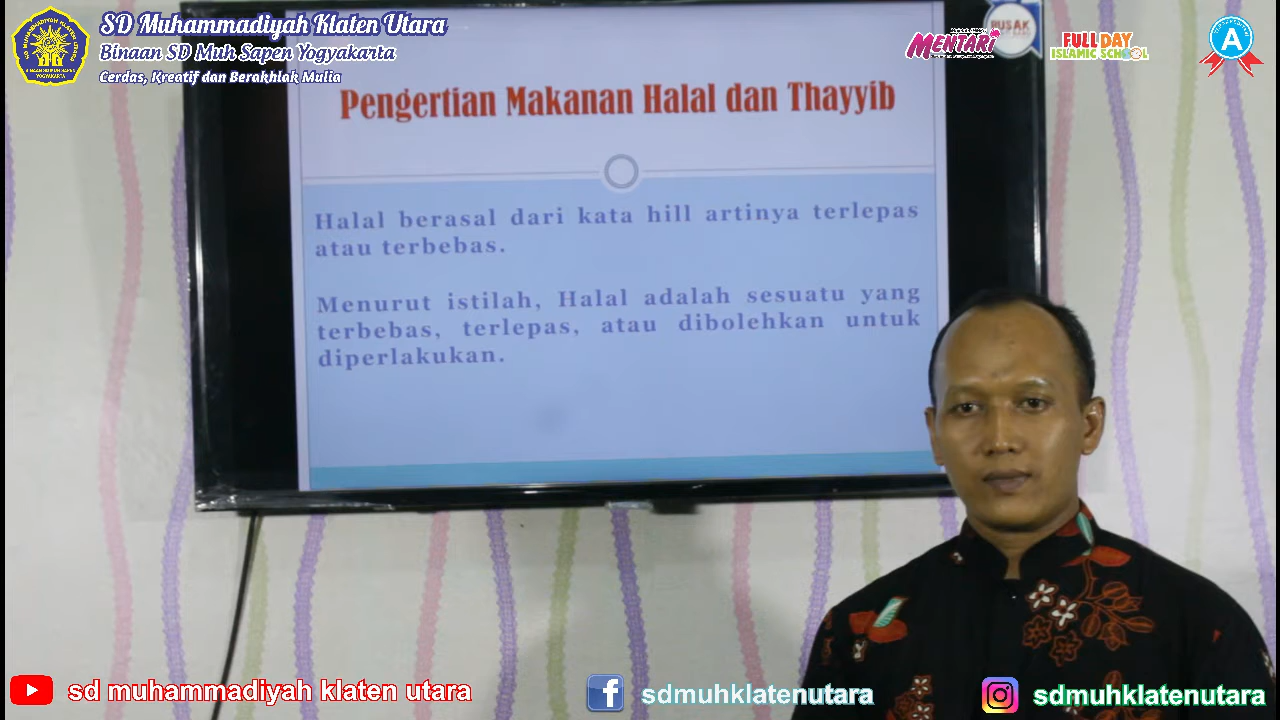 SD Muhammadiyah Klaten Utara
Binaan SD Muh Sapen Yogyakarta
Cerdas, Kreatif dan Berakhlak Mulia
MENTARI
FULL DAY
ISLAMIC SCHOOL
A
Pengertian Makanan Halal dan Thayyib
Halal berasal dari kata hill artinya terlepas
atau terbebas.
Menurut istilah, Halal adalah sesuatu yang
terbebas, terlepas, atau dibolehkan untuk
diperlakukan.
sd muhammadiyah klaten utara
sdmuhklatenutara
sdmuhklatenutara